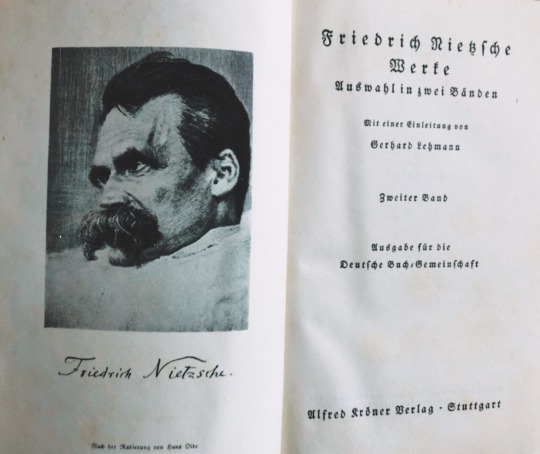 Friedrich Nietzsche.
Nach der Radierung von Hans Olde
Friedrich Nietzsche
Werke
Auswahl in zwei Bänden
Mit einer Einleitung von
Gerhard Lehmann
Zweiter Band
Ausgabe für die
Deutsche Buch-Gemeinschaft
Alfred Kröner Verlag · Stuttgart